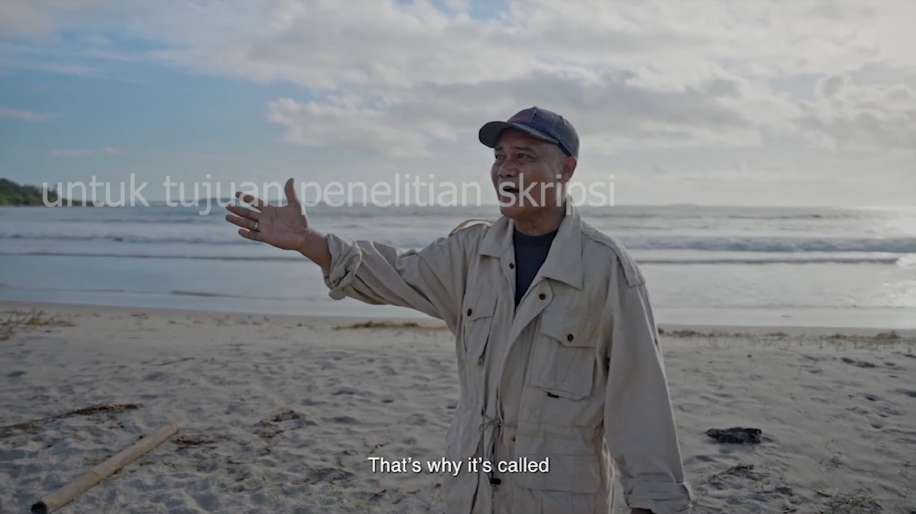 untuk tujuan penelitian skripsi
That's why it's called